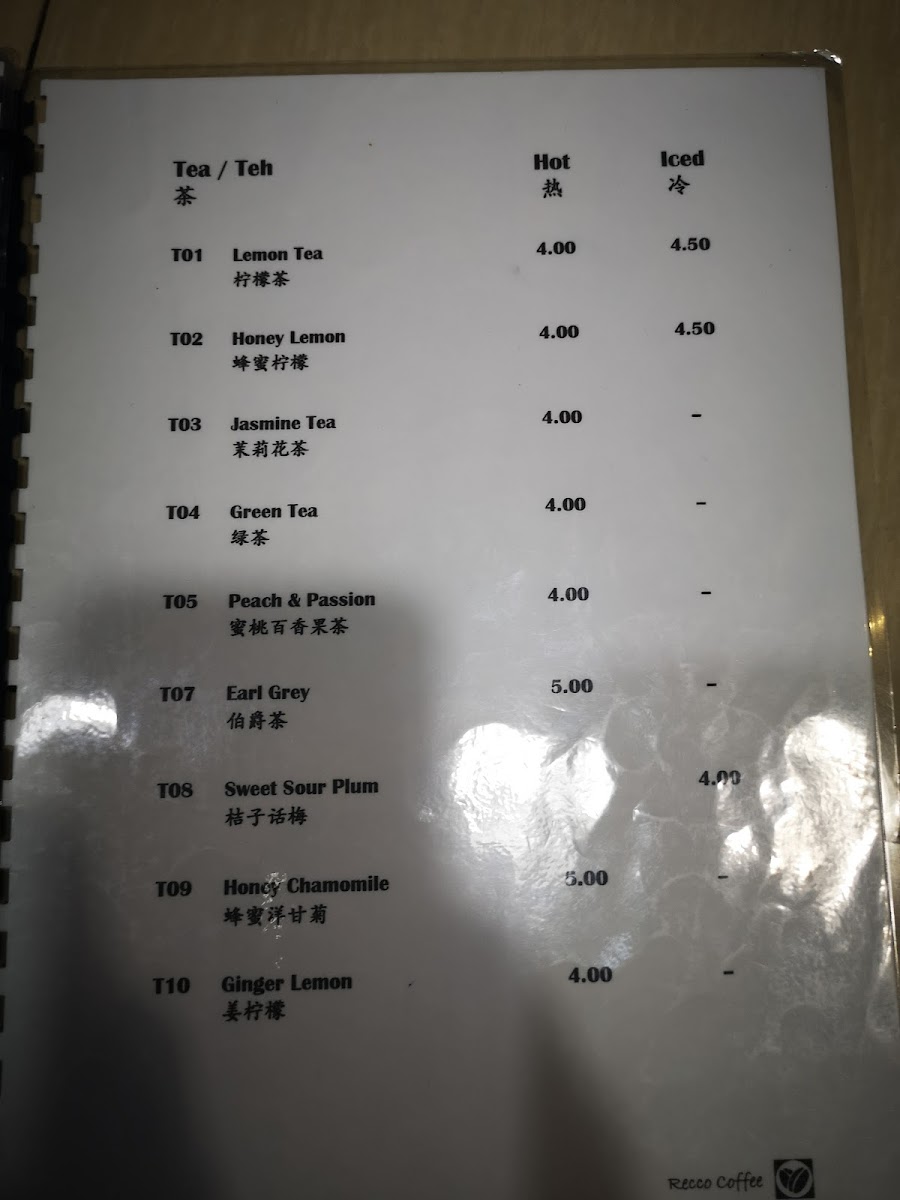 Tea / Teh Hot Iced
茶 热 冷
T01 Lemon Tea 4.00 4.50
柠檬茶
T02 Honey Lemon 4.00 4.50
蜂蜜柠檬
T03 Jasmine Tea 4.00 -
茉莉花茶
T04 Green Tea 4.00 -
绿茶
T05 Peach & Passion 4.00 -
蜜桃百香果茶
T07 Earl Grey 5.00 -
伯爵茶
T08 Sweet Sour Plum 4.00
桔子话梅
T09 Honey Chamomile 5.00 -
蜂蜜洋甘菊
T10 Ginger Lemon 4.00 -
姜柠檬
Recco Coffee